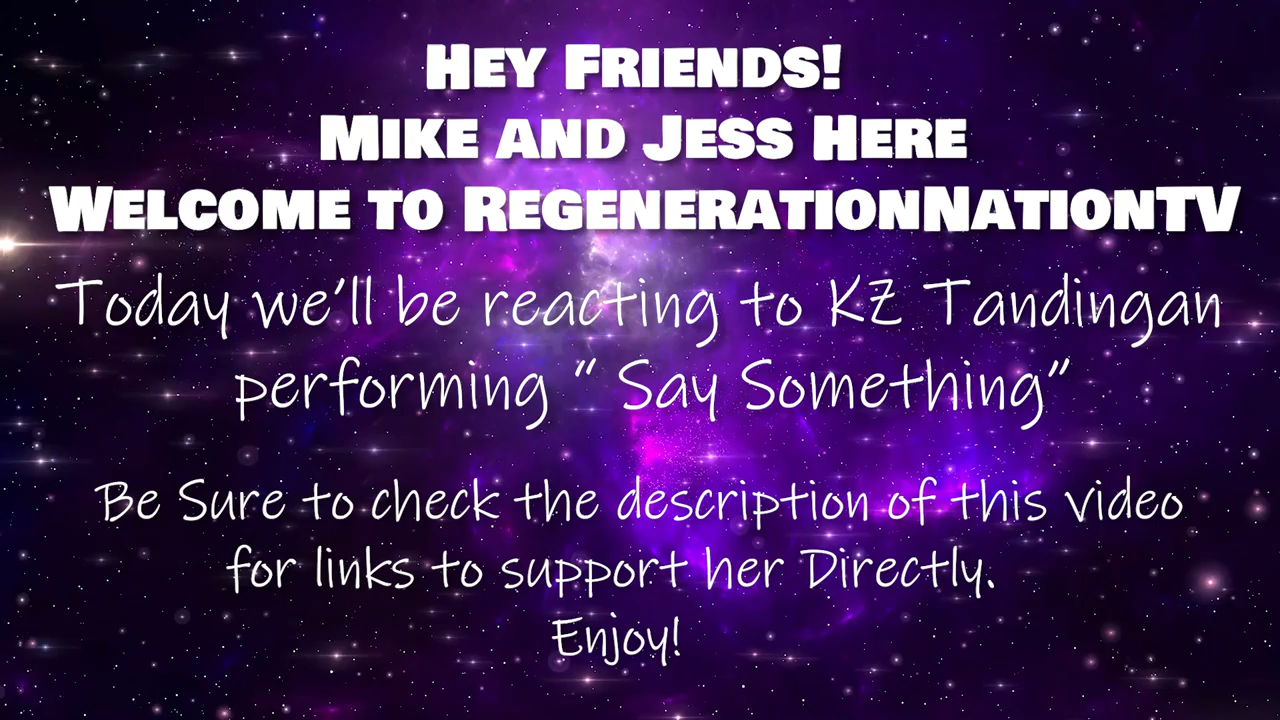 Hey Friends!
Mike and Jess Here
Welcome to RegenerationNationTV
Today we'll be reacting to KZ Tandingan
performing " Say Something"
Be Sure to check the description of this video
for links to support her Directly.
Enjoy!